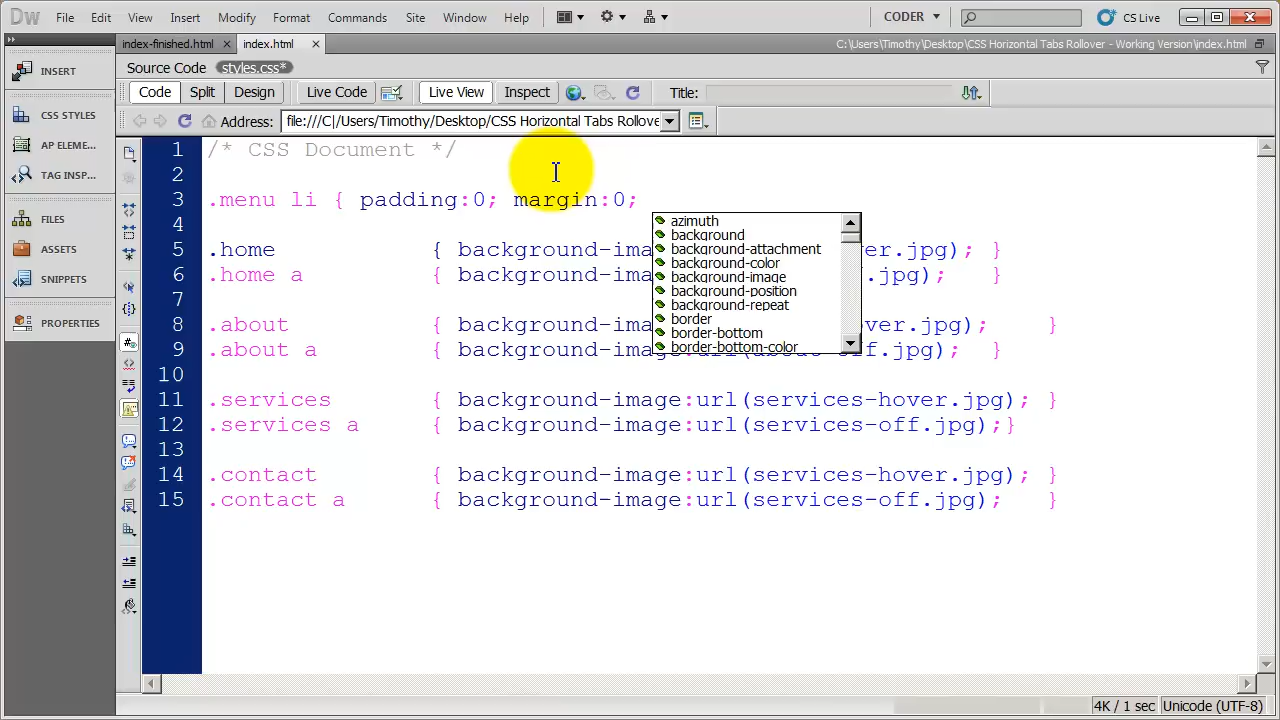 Dw File Edit View Insert Modify Format Commands Site Window Help CODER CS Live
index-finished.html index.html C:\Users\Timothy\Desktop\CSS Horizontal Tabs Rollover - Working Version\index.html
Source Code styles.css*
Code Split Design Live Code Live View Inspect Title:
Address: file:///C|/Users/Timothy/Desktop/CSS Horizontal Tabs Rollove
INSERT
CSS STYLES
AP ELEME...
TAG INSP...
FILES
ASSETS
SNIPPETS
PROPERTIES
1 /* CSS Document */
2
3 .menu li { padding:0; margin:0;
4
5 .home { background-ima er.jpg); }
6 .home a { background-ima .jpg); }
7
8 .about { background-ima over.jpg); }
9 .about a { background-image:url(about-off.jpg); }
10
11 .services { background-image:url(services-hover.jpg); }
12 .services a { background-image:url(services-off.jpg);}
13
14 .contact { background-image:url(services-hover.jpg); }
15 .contact a { background-image:url(services-off.jpg); }
azimuth
background
background-attachment
background-color
background-image
background-position
background-repeat
border
border-bottom
border-bottom-color
4K / 1 sec Unicode (UTF-8)